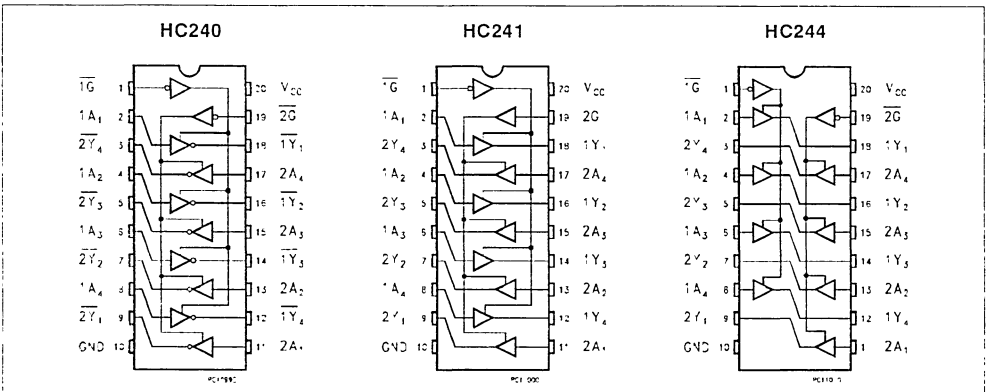 HC240 HC241 HC244
1G 1 20 VCC 1G 1 20 VCC 1G 1 20 VCC
1A1 2 19 2G 1A1 2 19 2G 1A1 2 19 2G
2Y4 3 18 1Y1 2Y4 3 18 1Y1 2Y4 3 18 1Y1
1A2 4 17 2A4 1A2 4 17 2A4 1A2 4 17 2A4
2Y3 5 16 1Y2 2Y3 5 16 1Y2 2Y3 5 16 1Y2
1A3 6 15 2A3 1A3 6 15 2A3 1A3 6 15 2A3
2Y2 7 14 1Y3 2Y2 7 14 1Y3 2Y2 7 14 1Y3
1A4 8 13 2A2 1A4 8 13 2A2 1A4 8 13 2A2
2Y1 9 12 1Y4 2Y1 9 12 1Y4 2Y1 9 12 1Y4
GND 10 11 2A1 GND 10 11 2A1 GND 10 1 2A1